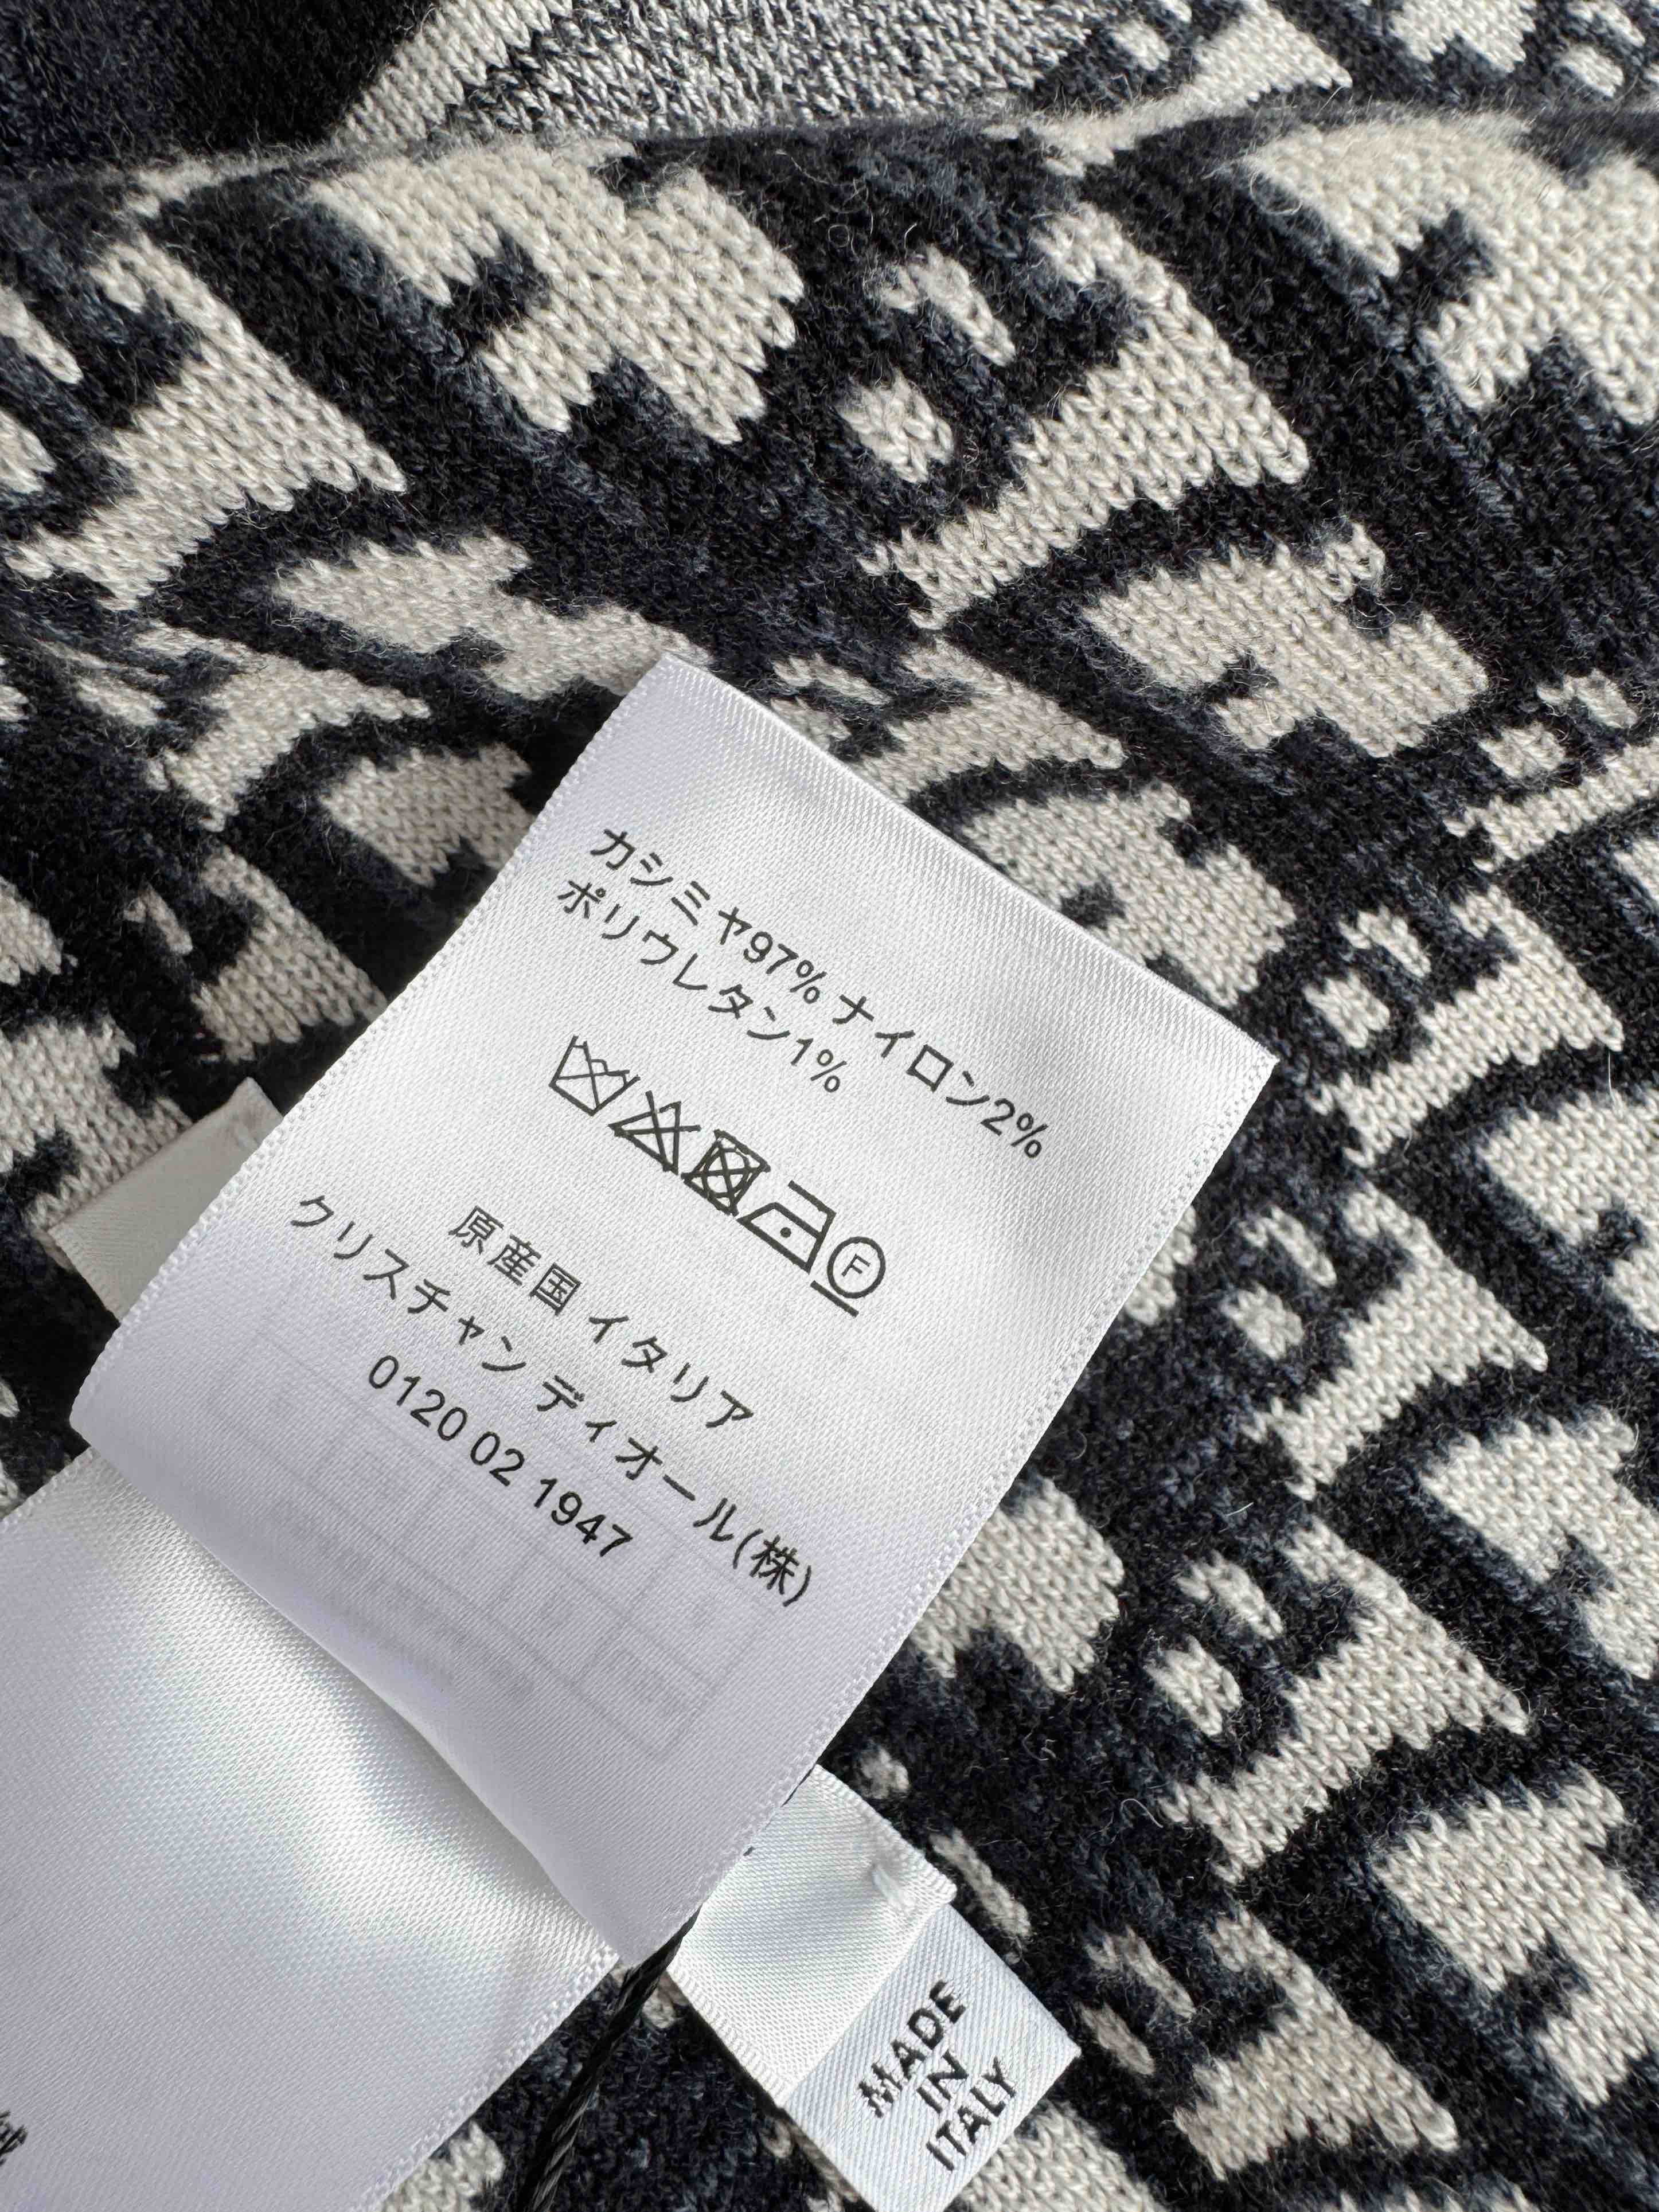 カシミヤ97% ナイロン2%
ポリウレタン1%
F
原産国 イタリア
クリスチャン ディオール(株)
0120 02 1947
MADE
IN
ITALY